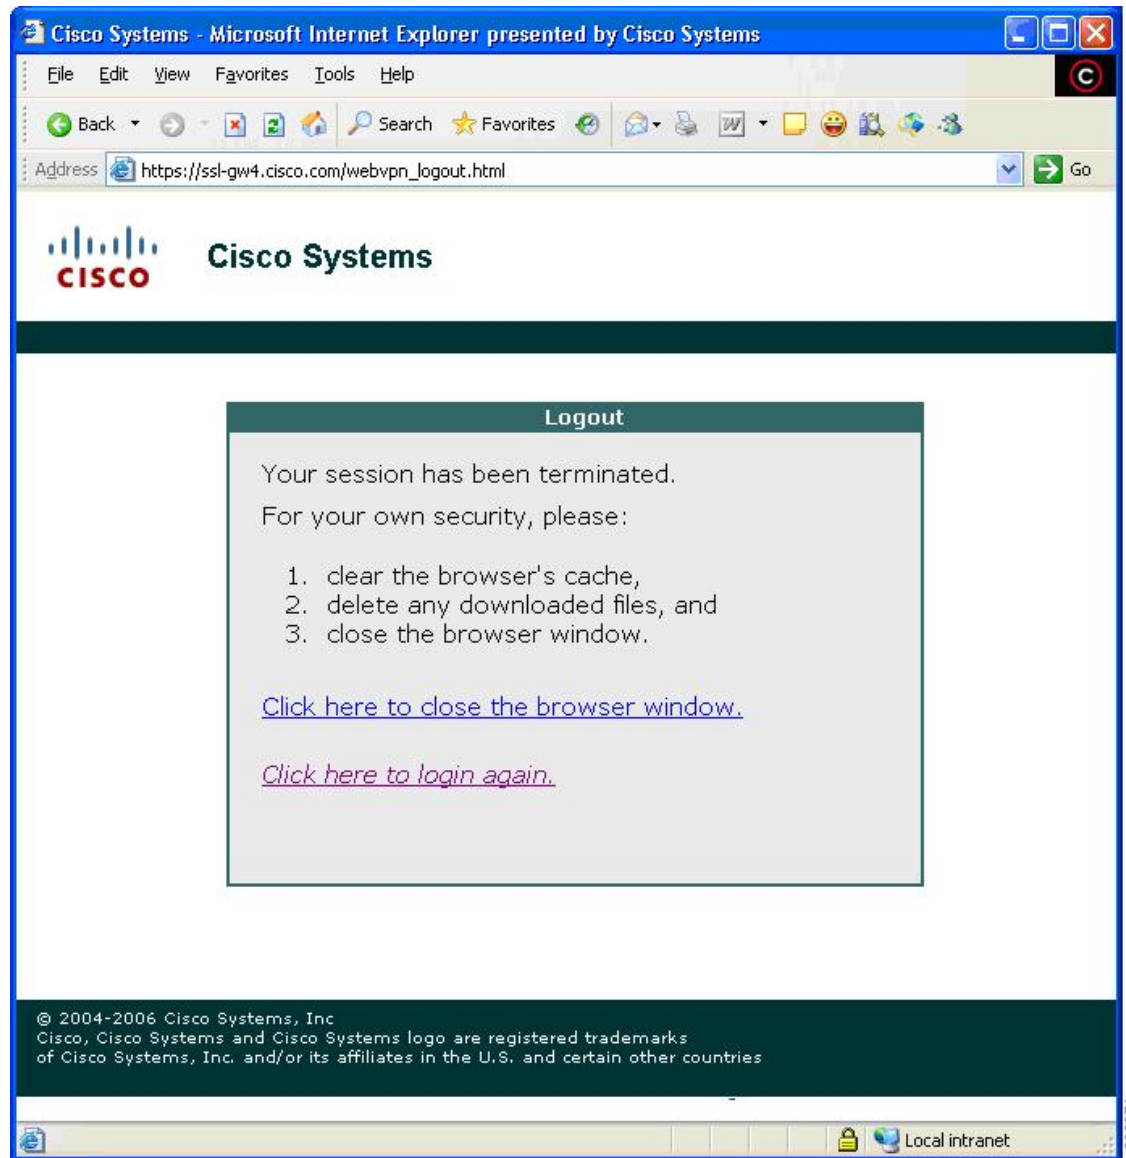 Cisco Systems - Microsoft Internet Explorer presented by Cisco Systems
File Edit View Favorites Tools Help
Back Search Favorites
Address https://ssl-gw4.cisco.com/webvpn_logout.html Go
CISCO Cisco Systems
Logout
Your session has been terminated.
For your own security, please:
1. clear the browser's cache,
2. delete any downloaded files, and
3. close the browser window.
Click here to close the browser window.
Click here to login again.
© 2004-2006 Cisco Systems, Inc
Cisco, Cisco Systems and Cisco Systems logo are registered trademarks
of Cisco Systems, Inc. and/or its affiliates in the U.S. and certain other countries
Local intranet